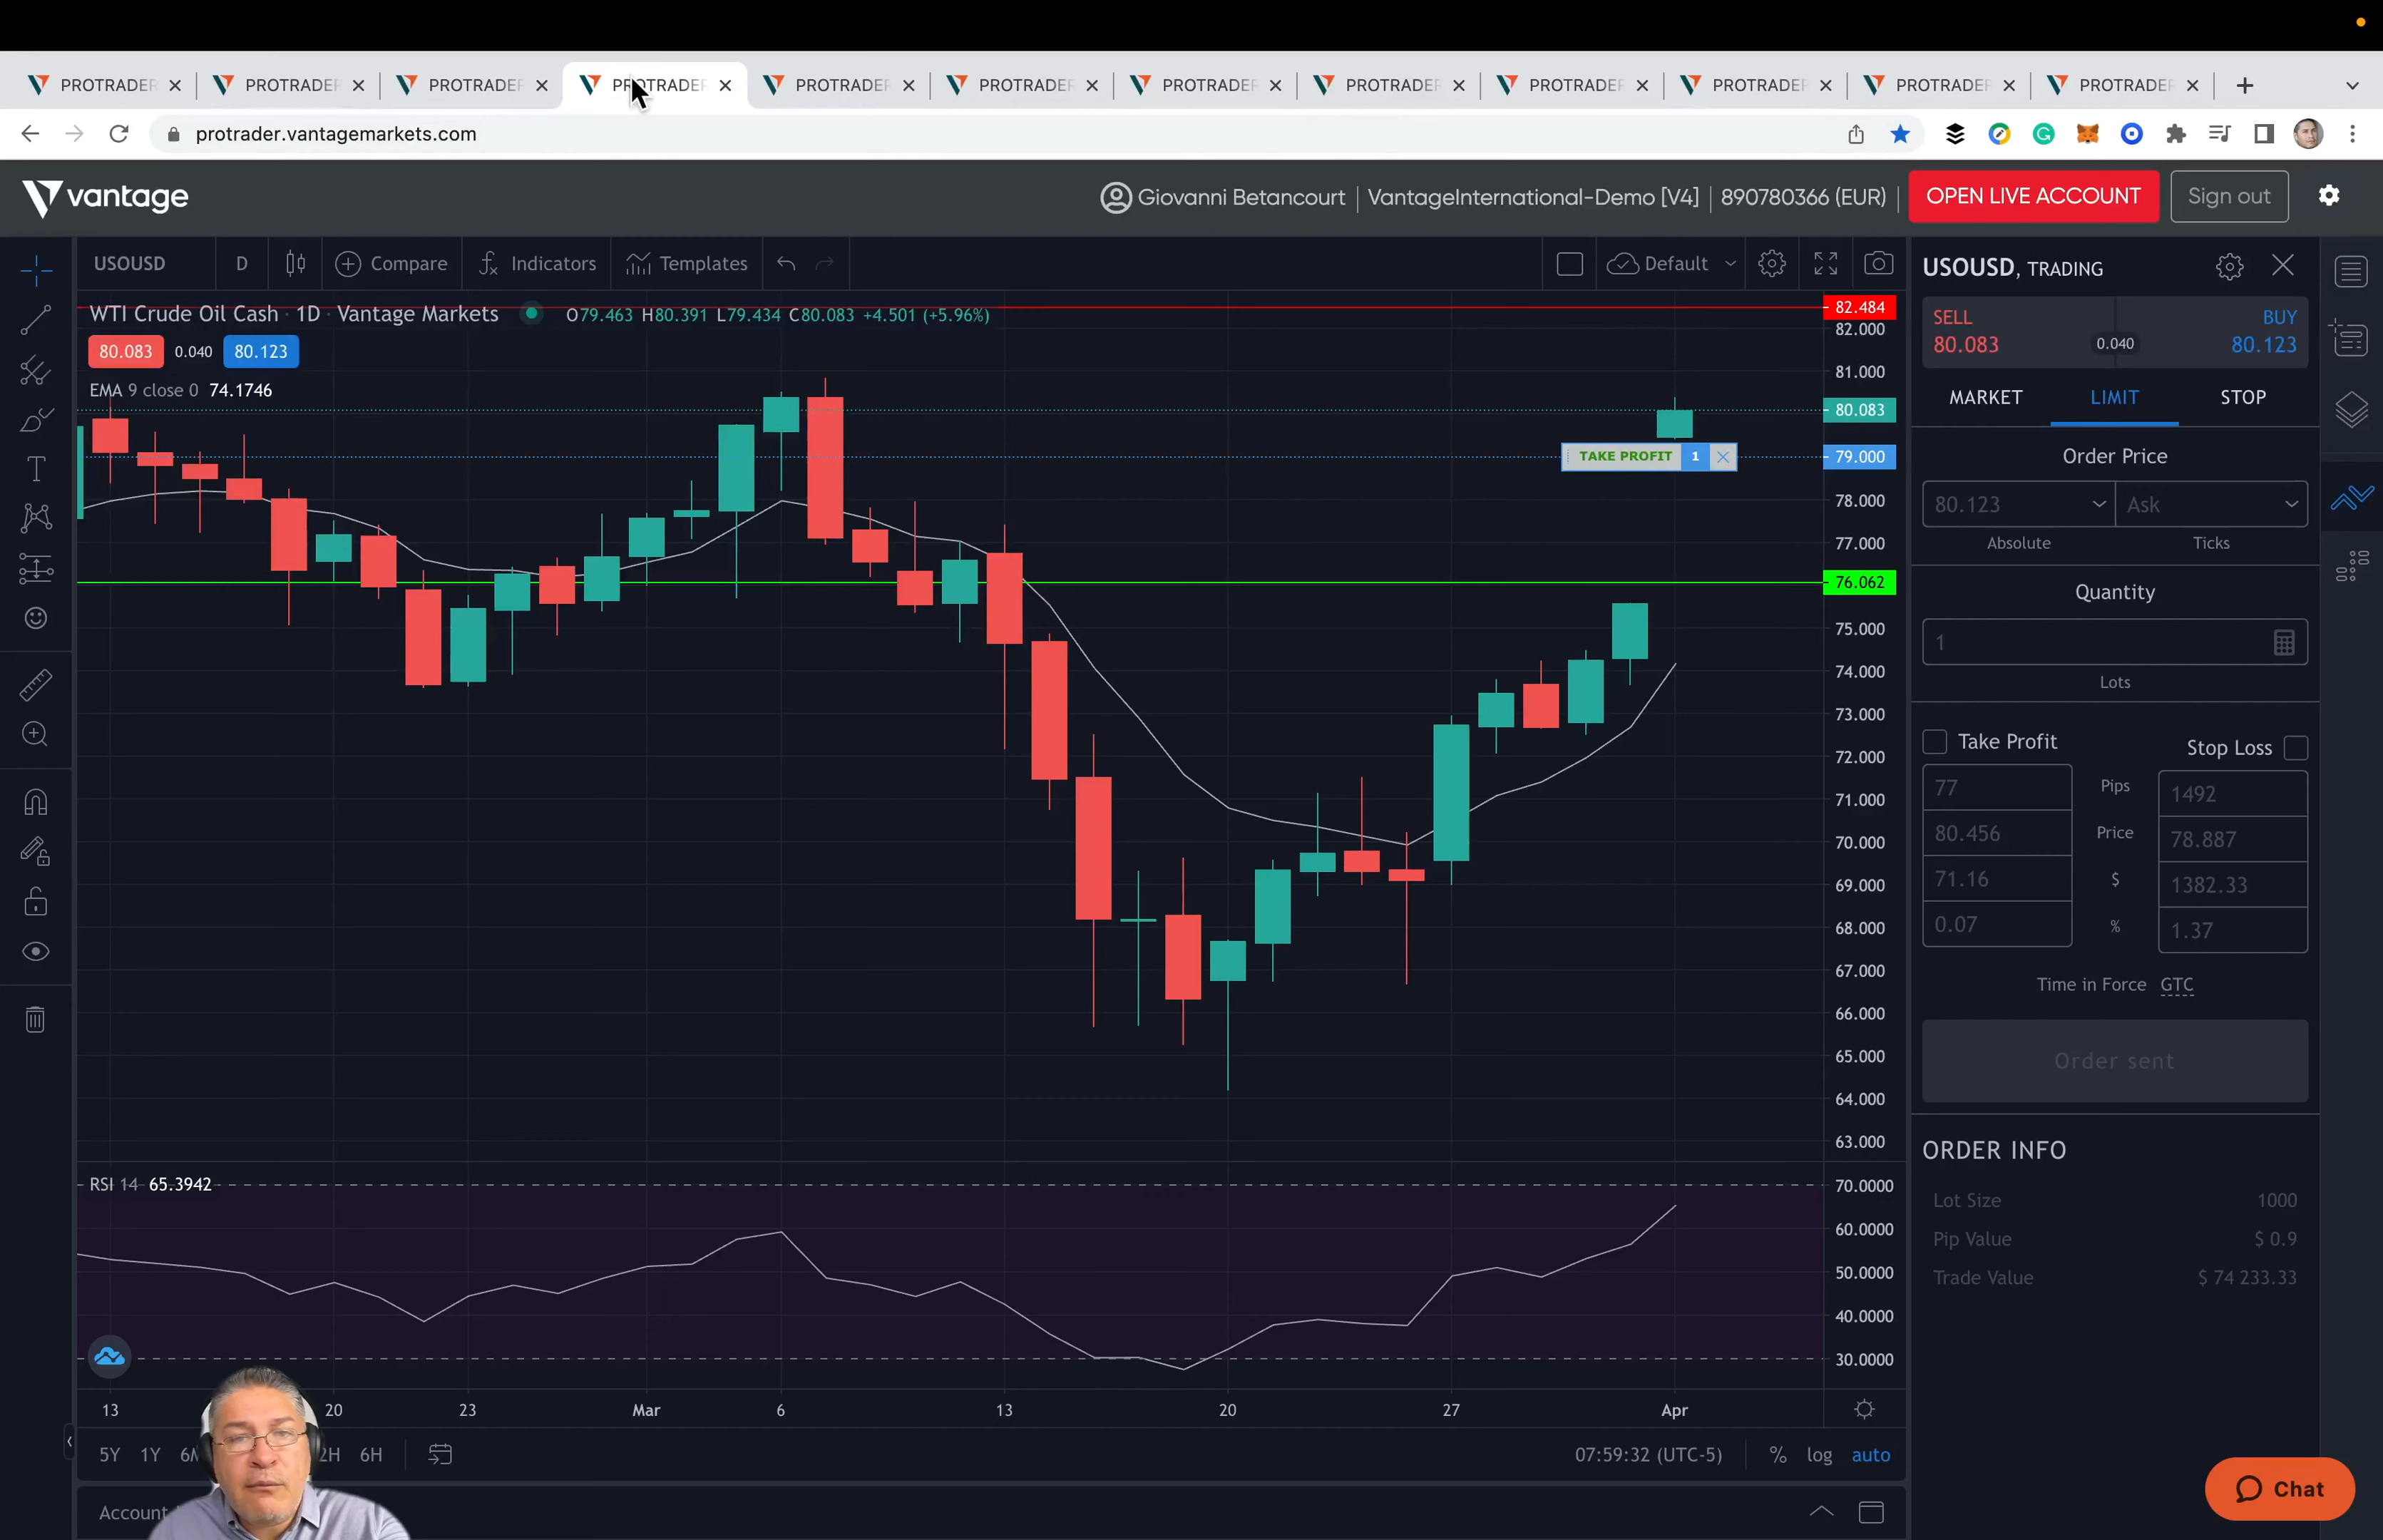 PROTRADER PROTRADER PROTRADER PROTRADER PROTRADER PROTRADER PROTRADER PROTRADER PROTRADER PROTRADER PROTRADER PROTRADER
protrader.vantagemarkets.com
vantage
Giovanni Betancourt | VantageInternational-Demo [V4] | 890780366 (EUR) | OPEN LIVE ACCOUNT Sign out
USOUSD D Compare Indicators Templates Default
WTI Crude Oil Cash · 1D · Vantage Markets O79.463 H80.391 L79.434 C80.083 +4.501 (+5.96%)
80.083 0.040 80.123
EMA 9 close 0 74.1746
TAKE PROFIT 1
82.484
82.000
81.000
80.083
79.000
78.000
77.000
76.062
75.000
74.000
73.000
72.000
71.000
70.000
69.000
68.000
67.000
66.000
65.000
64.000
63.000
RSI 14 65.3942
70.0000
60.0000
50.0000
40.0000
30.0000
13 20 23 Mar 6 13 20 27 Apr
5Y 1Y 2H 6H
07:59:32 (UTC-5) % log auto
Account
USOUSD, TRADING
SELL BUY
80.083 0.040 80.123
MARKET LIMIT STOP
Order Price
80.123 Ask
Absolute Ticks
Quantity
1
Lots
Take Profit Stop Loss
77 Pips 1492
80.456 Price 78.887
71.16 $ 1382.33
0.07 % 1.37
Time in Force GTC
Order sent
ORDER INFO
Lot Size 1000
Pip Value $ 0.9
Trade Value $ 74 233.33
Chat